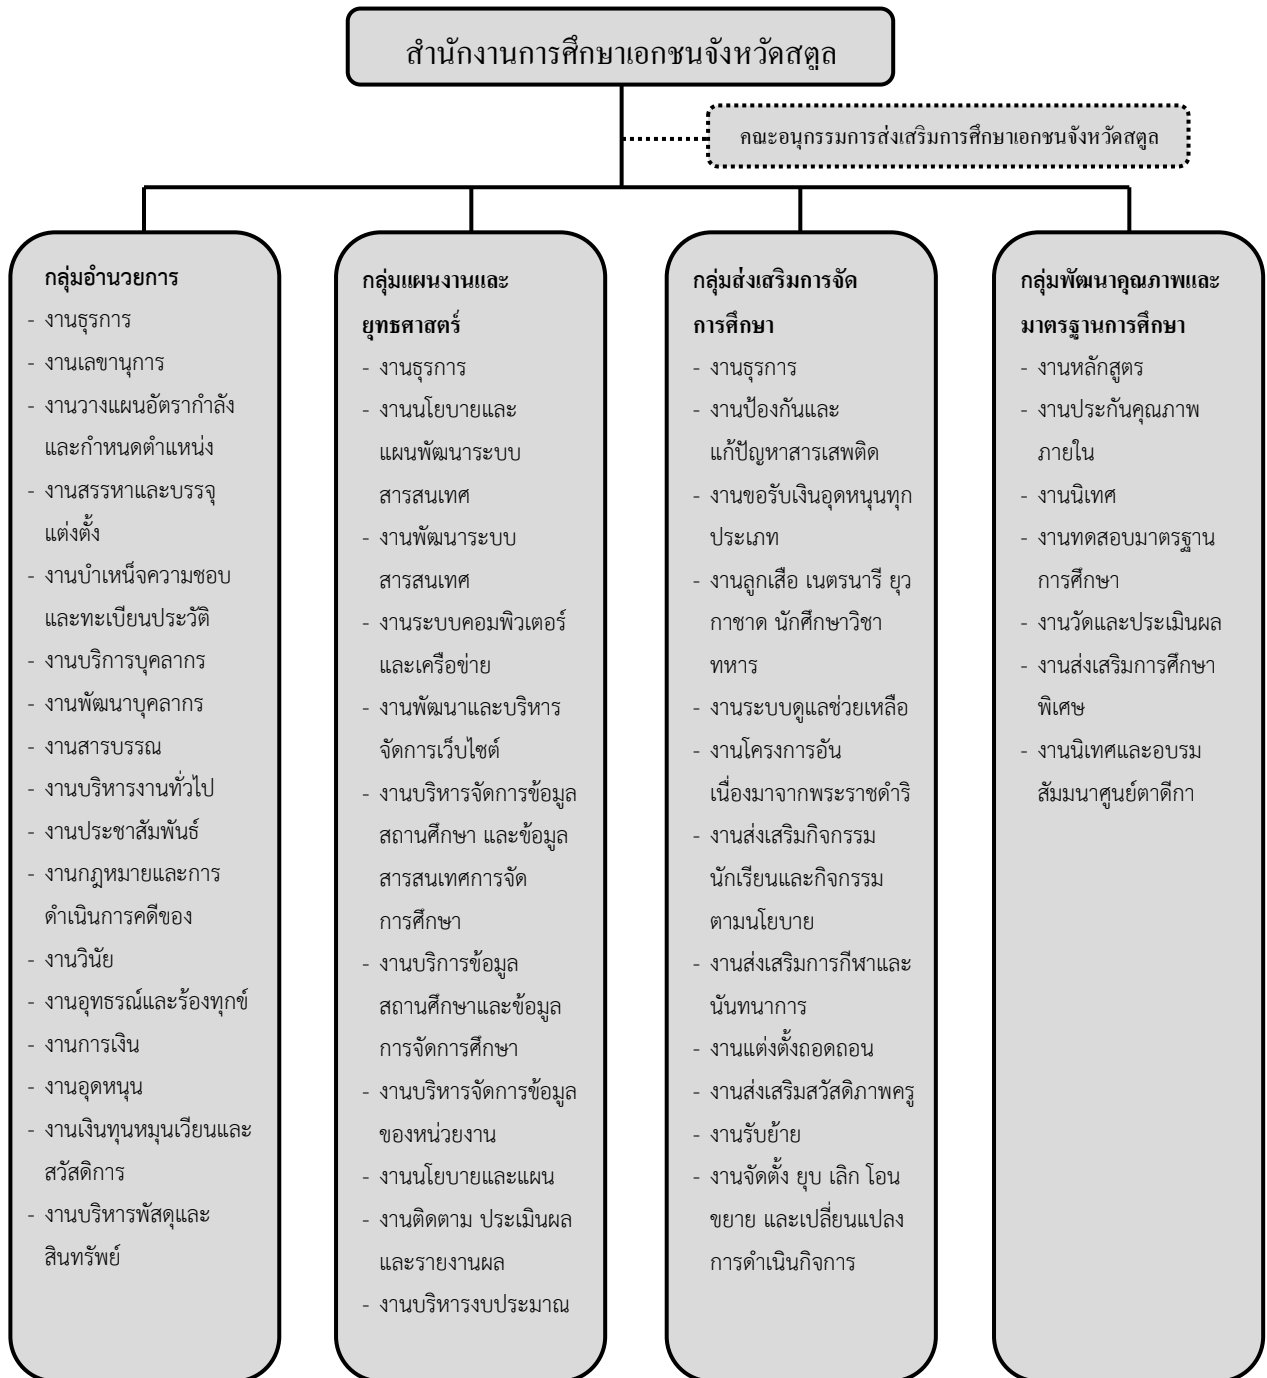 สำนักงานการศึกษาเอกชนจังหวัดสตูล
คณะอนุกรรมการส่งเสริมการศึกษาเอกชนจังหวัดสตูล
กลุ่มอำนวยการ
- งานธุรการ
- งานเลขานุการ
- งานวางแผนอัตรากำลัง
และกำหนดตำแหน่ง
- งานสรรหาและบรรจุ
แต่งตั้ง
- งานบำเหน็จความชอบ
และทะเบียนประวัติ
- งานบริการบุคลากร
- งานพัฒนาบุคลากร
- งานสารบรรณ
- งานบริหารงานทั่วไป
- งานประชาสัมพันธ์
- งานกฎหมายและการ
ดำเนินการคดีของ
- งานวินัย
- งานอุทธรณ์และร้องทุกข์
- งานการเงิน
- งานอุดหนุน
- งานเงินทุนหมุนเวียนและ
สวัสดิการ
- งานบริหารพัสดุและ
สินทรัพย์
กลุ่มแผนงานและ
ยุทธศาสตร์
- งานธุรการ
- งานนโยบายและ
แผนพัฒนาระบบ
สารสนเทศ
- งานพัฒนาระบบ
สารสนเทศ
- งานระบบคอมพิวเตอร์
และเครือข่าย
- งานพัฒนาและบริหาร
จัดการเว็บไซต์
- งานบริหารจัดการข้อมูล
สถานศึกษา และข้อมูล
สารสนเทศการจัด
การศึกษา
- งานบริการข้อมูล
สถานศึกษาและข้อมูล
การจัดการศึกษา
- งานบริหารจัดการข้อมูล
ของหน่วยงาน
- งานนโยบายและแผน
- งานติดตาม ประเมินผล
และรายงานผล
- งานบริหารงบประมาณ
กลุ่มส่งเสริมการจัด
การศึกษา
- งานธุรการ
- งานป้องกันและ
แก้ปัญหาสารเสพติด
- งานขอรับเงินอุดหนุนทุก
ประเภท
- งานลูกเสือ เนตรนารี ยุว
กาชาด นักศึกษาวิชา
ทหาร
- งานระบบดูแลช่วยเหลือ
- งานโครงการอัน
เนื่องมาจากพระราชดำริ
- งานส่งเสริมกิจกรรม
นักเรียนและกิจกรรม
ตามนโยบาย
- งานส่งเสริมการกีฬาและ
นันทนาการ
- งานแต่งตั้งถอดถอน
- งานส่งเสริมสวัสดิภาพครู
- งานรับย้าย
- งานจัดตั้ง ยุบ เลิก โอน
ขยาย และเปลี่ยนแปลง
การดำเนินกิจการ
กลุ่มพัฒนาคุณภาพและ
มาตรฐานการศึกษา
- งานหลักสูตร
- งานประกันคุณภาพ
ภายใน
- งานนิเทศ
- งานทดสอบมาตรฐาน
การศึกษา
- งานวัดและประเมินผล
- งานส่งเสริมการศึกษา
พิเศษ
- งานนิเทศและอบรม
สัมมนาศูนย์ตาดีกา